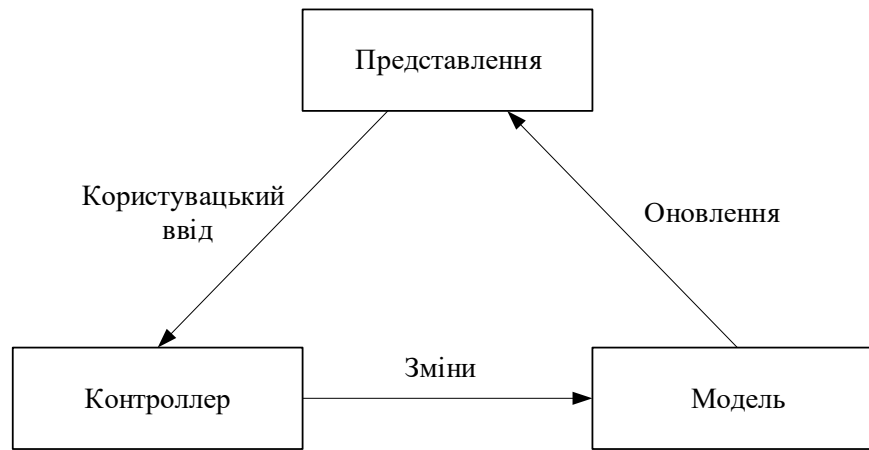 Представлення
Користувацький
ввід
Оновлення
Зміни
Контроллер
Модель